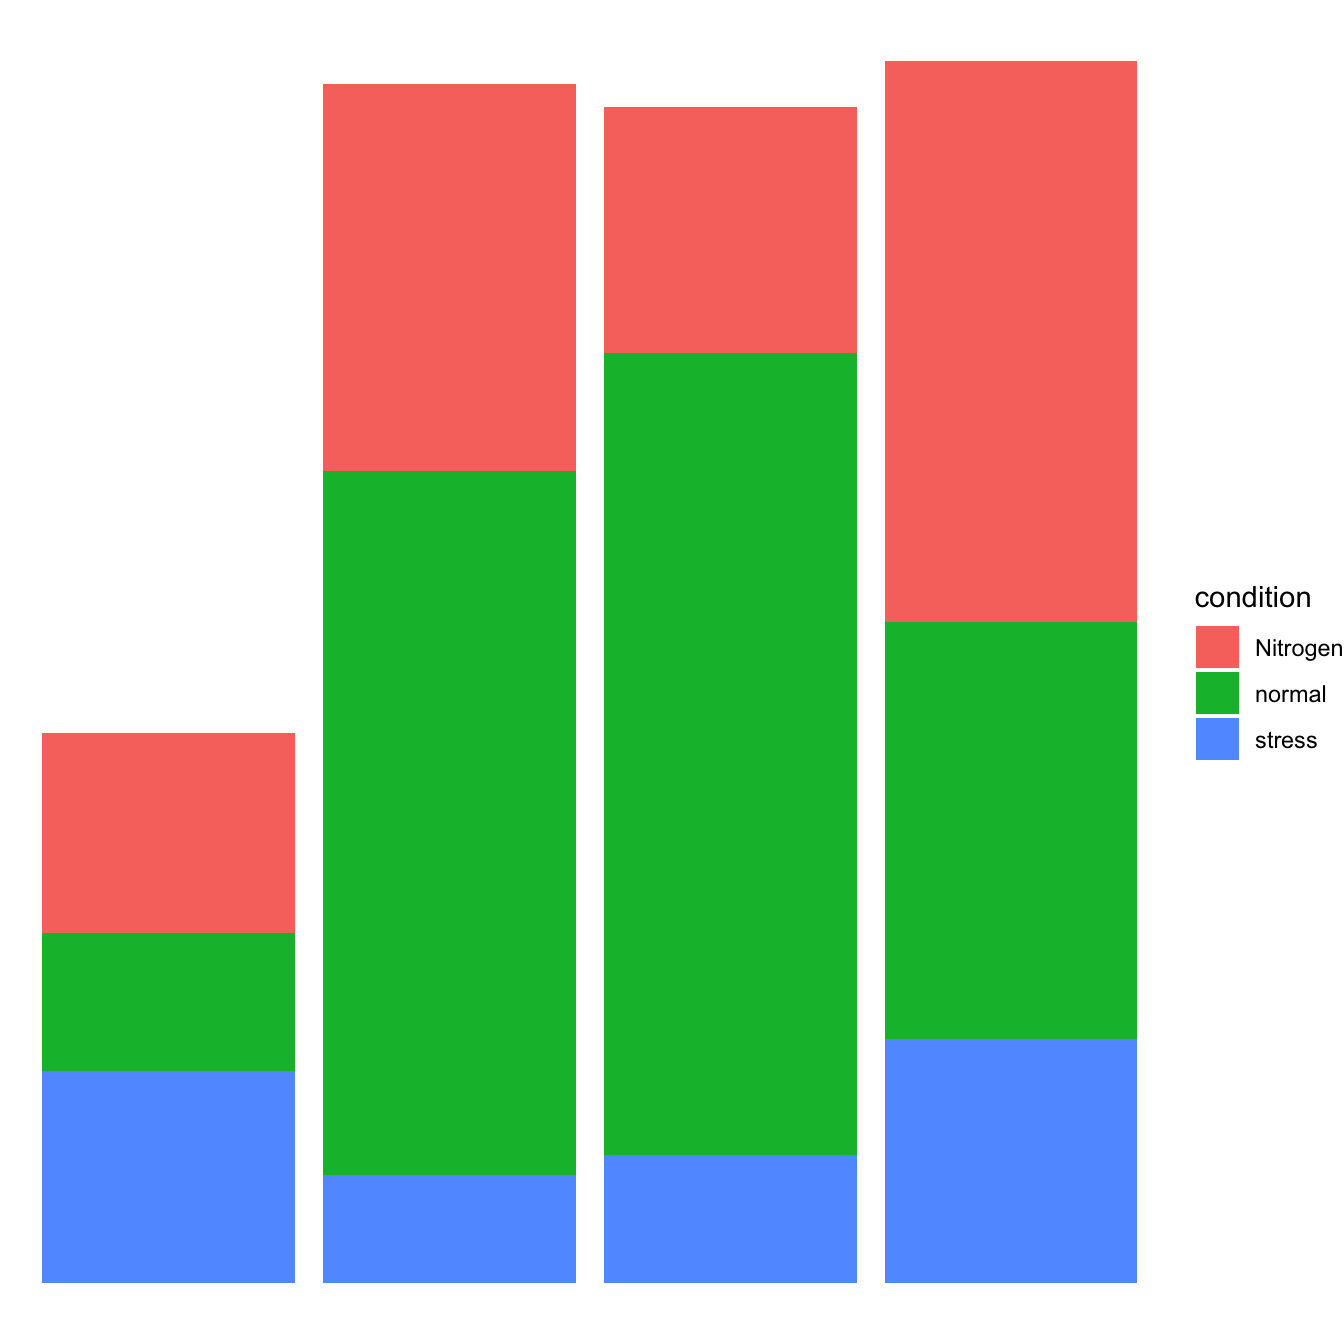 condition
Nitrogen
normal
stress